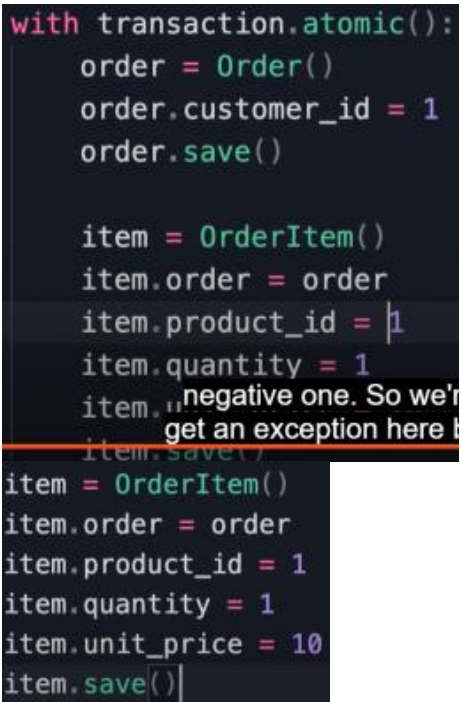 with transaction.atomic():
order = Order()
order.customer_id = 1
order.save()
item = OrderItem()
item.order = order
item.product_id = 1
item.quantity = 1
item.u
negative one. So we'r
get an exception here b
item.save()
item = OrderItem()
item.order = order
item.product_id = 1
item.quantity = 1
item.unit_price = 10
item.save()